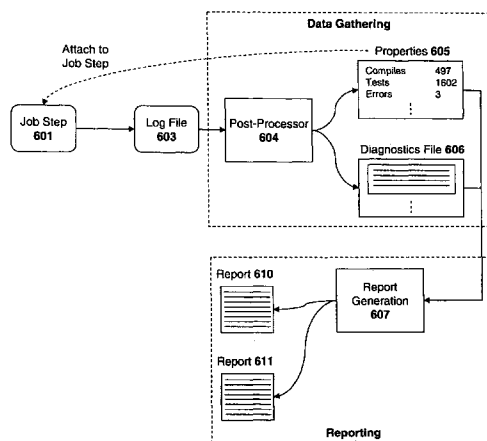 Data Gathering
Attach to
Job Step
Properties 605
Compiles 497
Tests 1602
Errors 3
Job Step
601
Log File
603
Post-Processor
604
Diagnostics File 606
Report 610
Report
Generation
607
Report 611
Reporting